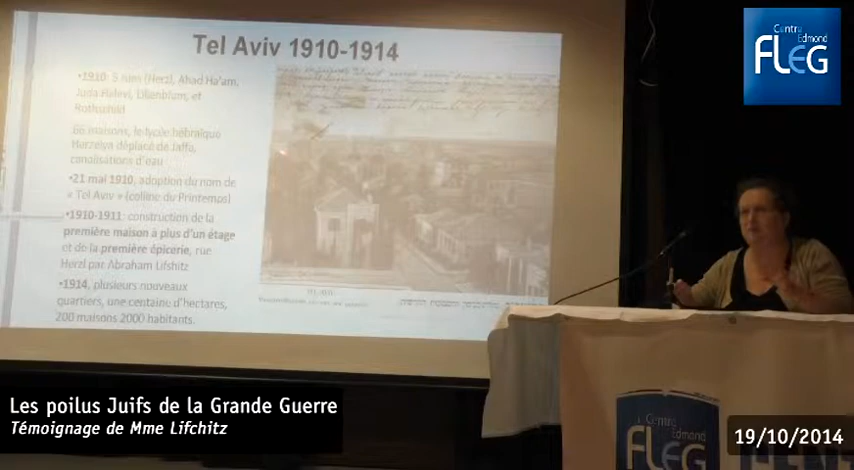 Centre
Edmond
FLEG
Tel Aviv 1910-1914
•1910: 5 rues (Herzl, Ahad Ha'am,
Juda Halevi, Lilienblum, et
Rothschild
66 maisons, le lycée hébraïque
Herzelya déplacé de Jaffa,
canalisations d'eau
•21 mai 1910, adoption du nom de
« Tel Aviv » (colline du Printemps)
•1910-1911: construction de la
première maison à plus d'un étage
et de la première épicerie, rue
Herzl par Abraham Lifshitz
•1914, plusieurs nouveaux
quartiers, une centaine d'hectares,
200 maisons 2000 habitants.
Les poilus Juifs de la Grande Guerre
Témoignage de Mme Lifchitz
Centre
Edmond
FLEG
19/10/2014